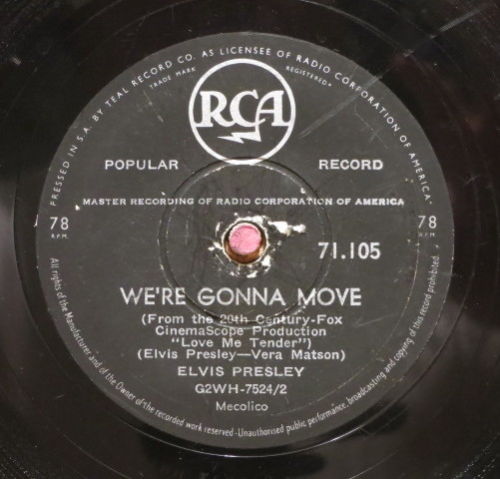 PRESSED IN S.A. BY TEAL RECORD CO. AS LICENSEE OF RADIO CORPORATION OF AMERICA
TRADE MARK REGISTERED
RCA
POPULAR RECORD
MASTER RECORDING OF RADIO CORPORATION OF AMERICA
78 78
R.P.M. R.P.M.
71.105
WE'RE GONNA MOVE
(From the 20th Century-Fox
CinemaScope Production
"Love Me Tender")
(Elvis Presley—Vera Matson)
ELVIS PRESLEY
G2WH-7524/2
Mecolico
All rights of the Manufacturer and of the Owner of the recorded work reserved-Unauthorised public performance, broadcasting and copying of this record prohibited.